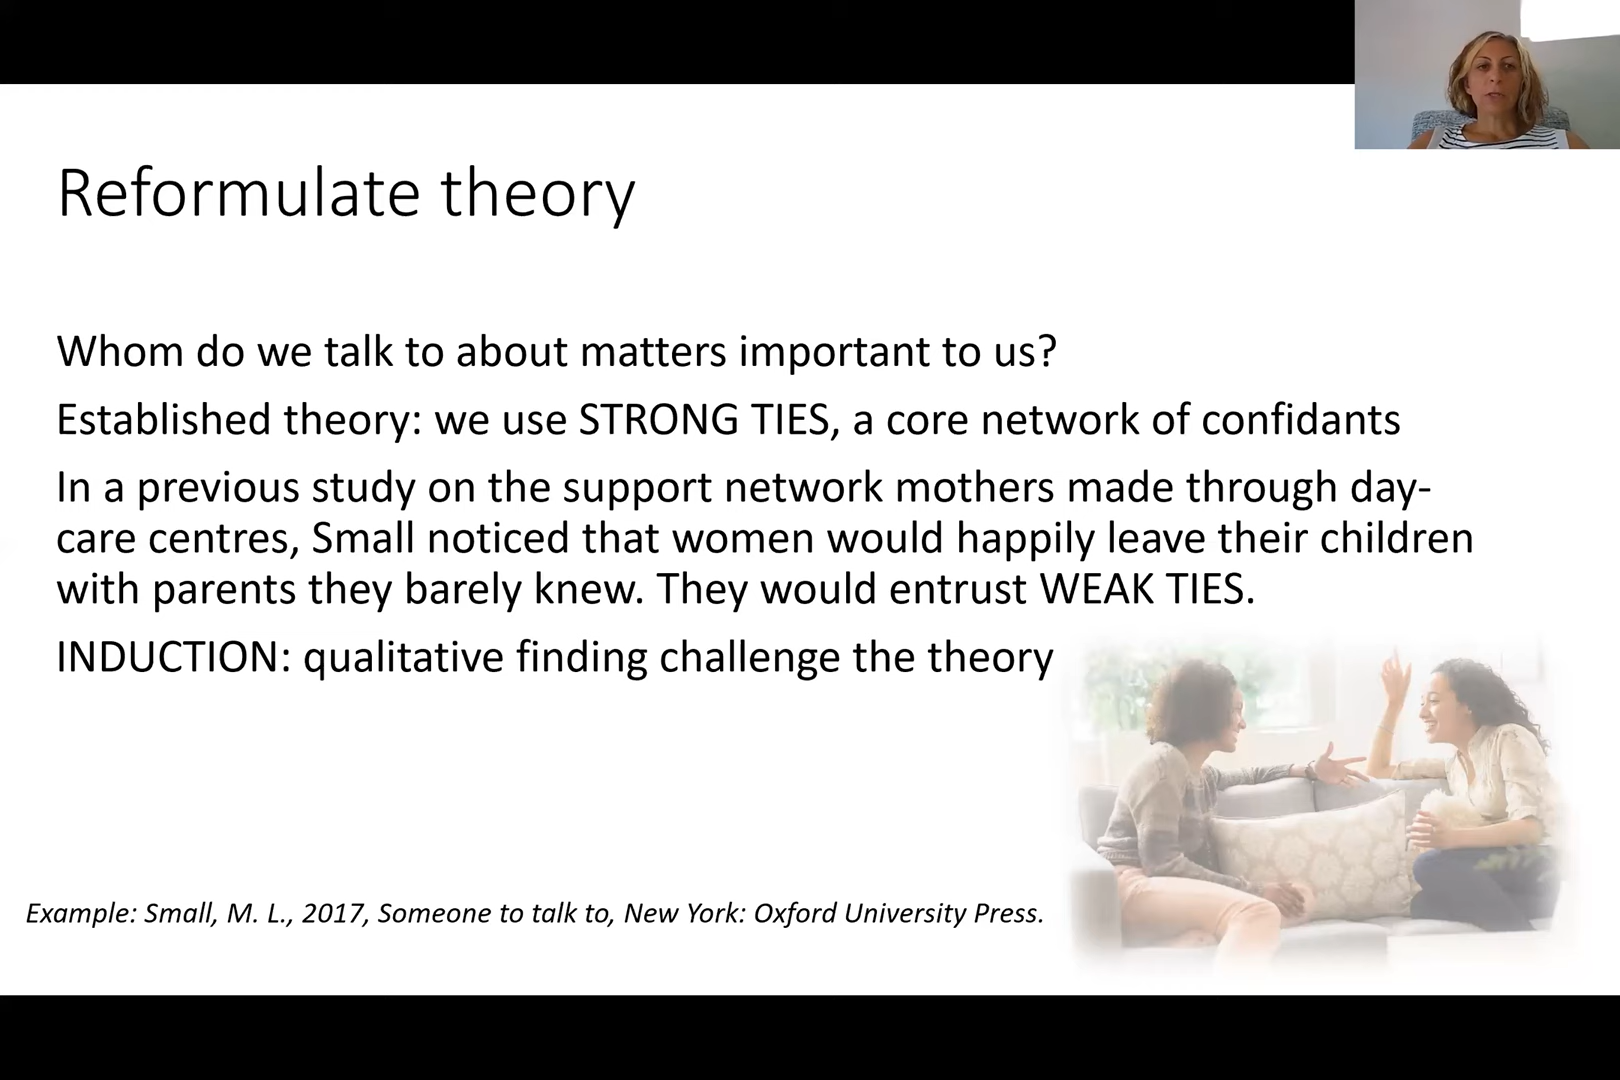 Reformulate theory
Whom do we talk to about matters important to us?
Established theory: we use STRONG TIES, a core network of confidants
In a previous study on the support network mothers made through day-
care centres, Small noticed that women would happily leave their children
with parents they barely knew. They would entrust WEAK TIES.
INDUCTION: qualitative finding challenge the theory
Example: Small, M. L., 2017, Someone to talk to, New York: Oxford University Press.